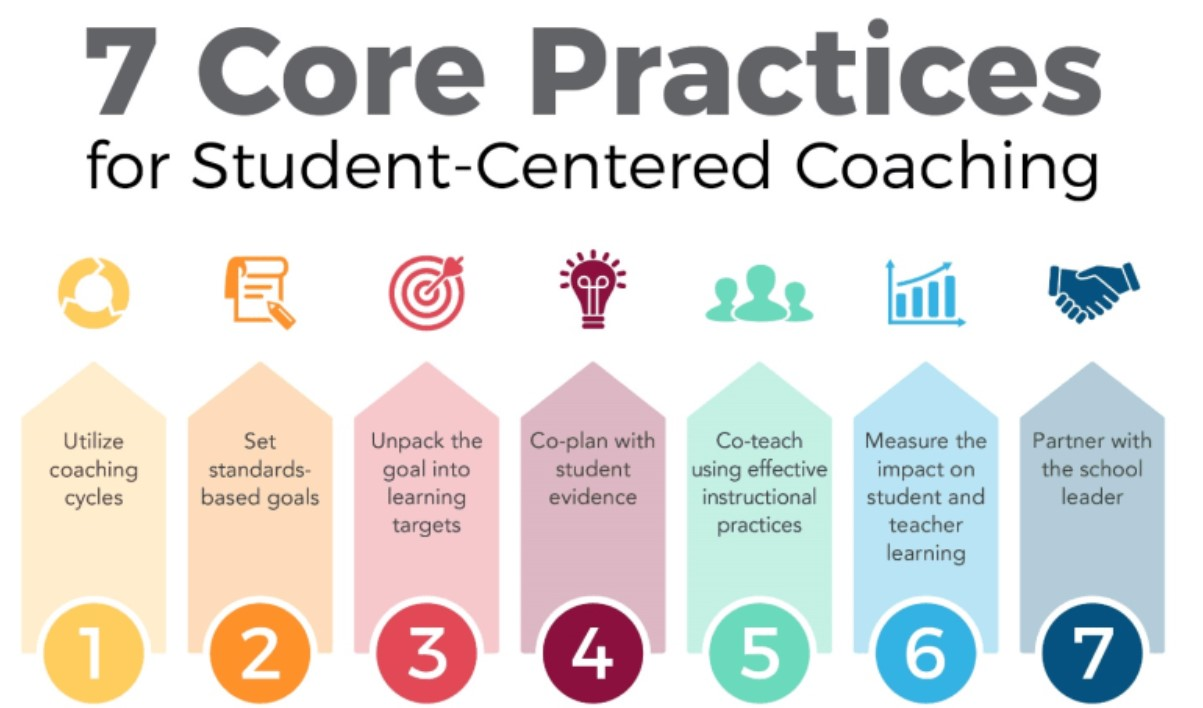 7 Core Practices
for Student-Centered Coaching
Utilize
coaching
cycles
Set
standards-
based goals
Unpack the
goal into
learning
targets
Co-plan with
student
evidence
Co-teach
using effective
instructional
practices
Measure the
impact on
student and
teacher
learning
Partner with
the school
leader
1
2
3
4
5
6
7